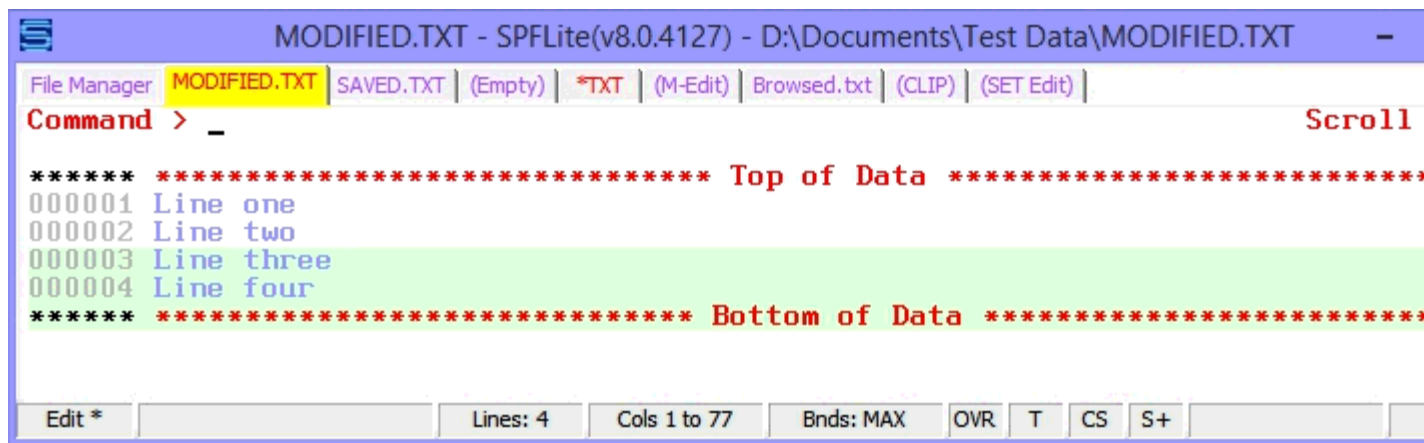 MODIFIED.TXT - SPFLite(v8.0.4127) - D:\Documents\Test Data\MODIFIED.TXT
File Manager MODIFIED.TXT SAVED.TXT (Empty) *TXT (M-Edit) Browsed.txt (CLIP) (SET Edit)
Command > _ Scroll
****** ******************************* Top of Data ***************************
000001 Line one
000002 Line two
000003 Line three
000004 Line four
****** ****************************** Bottom of Data *************************
Edit * Lines: 4 Cols 1 to 77 Bnds: MAX OVR T CS S+